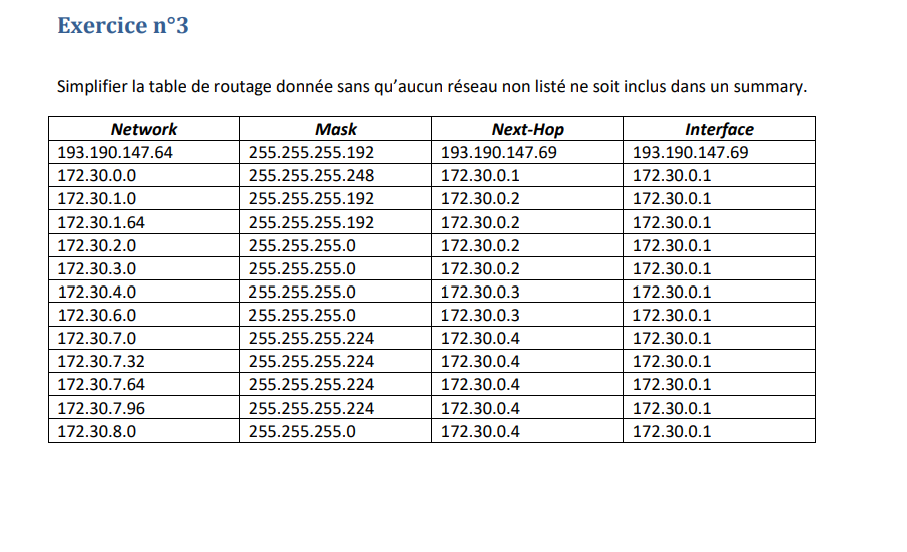 Exercice n°3
Simplifier la table de routage donnée sans qu’aucun réseau non listé ne soit inclus dans un summary.
Network Mask Next-Hop Interface
193.190.147.64 255.255.255.192 193.190.147.69 193.190.147.69
172.30.0.0 255.255.255.248 172.30.0.1 172.30.0.1
172.30.1.0 255.255.255.192 172.30.0.2 172.30.0.1
172.30.1.64 255.255.255.192 172.30.0.2 172.30.0.1
172.30.2.0 255.255.255.0 172.30.0.2 172.30.0.1
172.30.3.0 255.255.255.0 172.30.0.2 172.30.0.1
172.30.4.0 255.255.255.0 172.30.0.3 172.30.0.1
172.30.6.0 255.255.255.0 172.30.0.3 172.30.0.1
172.30.7.0 255.255.255.224 172.30.0.4 172.30.0.1
172.30.7.32 255.255.255.224 172.30.0.4 172.30.0.1
172.30.7.64 255.255.255.224 172.30.0.4 172.30.0.1
172.30.7.96 255.255.255.224 172.30.0.4 172.30.0.1
172.30.8.0 255.255.255.0 172.30.0.4 172.30.0.1